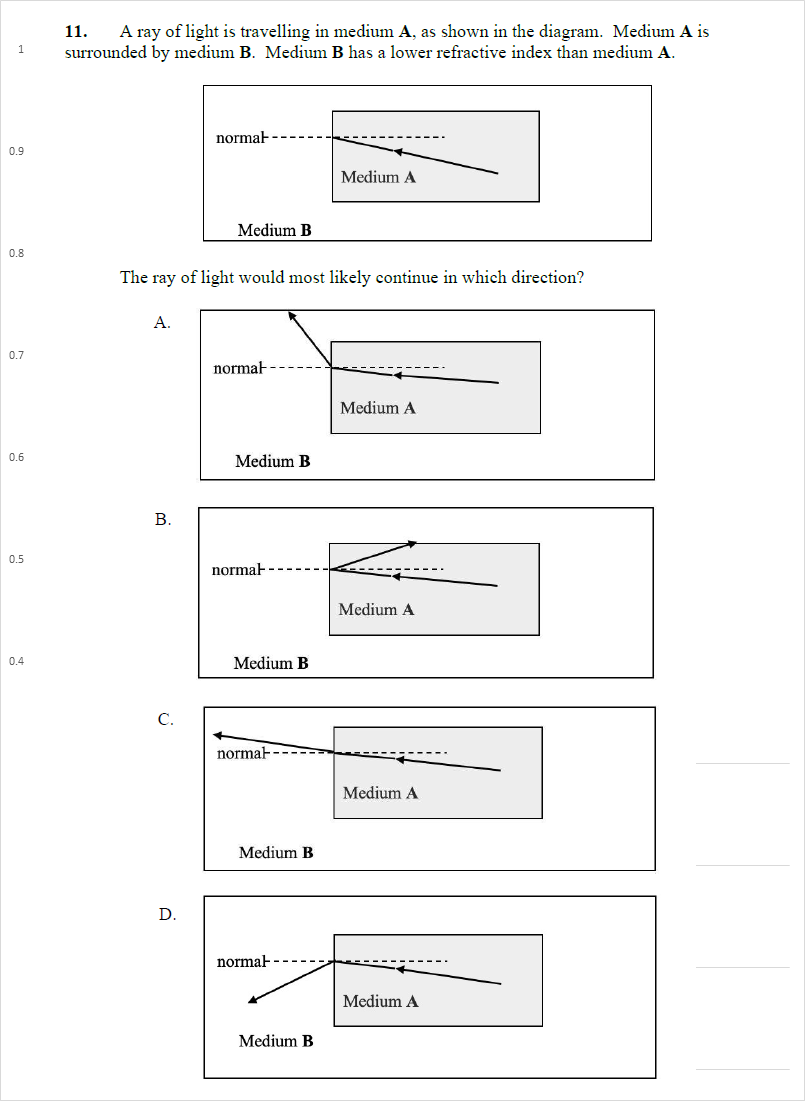 11. A ray of light is travelling in medium A, as shown in the diagram. Medium A is
1
surrounded by medium B. Medium B has a lower refractive index than medium A.
normal
0.9
Medium A
Medium B
0.8
The ray of light would most likely continue in which direction?
A.
0.7
normal
Medium A
0.6
Medium B
B.
0.5
normal
Medium A
0.4
Medium B
C.
normal
Medium A
Medium B
D.
normal
Medium A
Medium B